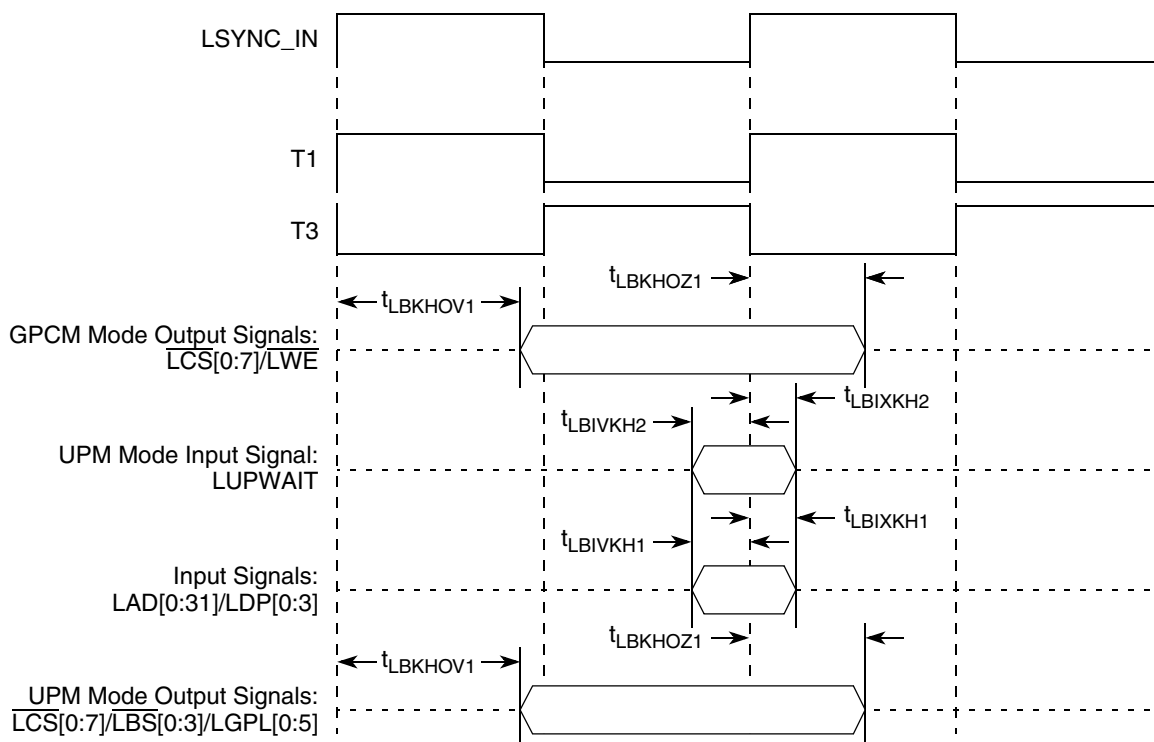 LSYNC_IN
T1
T3
tLBKHOZ1
tLBKHOV1
GPCM Mode Output Signals:
LCS[0:7]/LWE
tLBIXKH2
tLBIVKH2
UPM Mode Input Signal:
LUPWAIT
tLBIXKH1
tLBIVKH1
Input Signals:
LAD[0:31]/LDP[0:3]
tLBKHOZ1
tLBKHOV1
UPM Mode Output Signals:
LCS[0:7]/LBS[0:3]/LGPL[0:5]